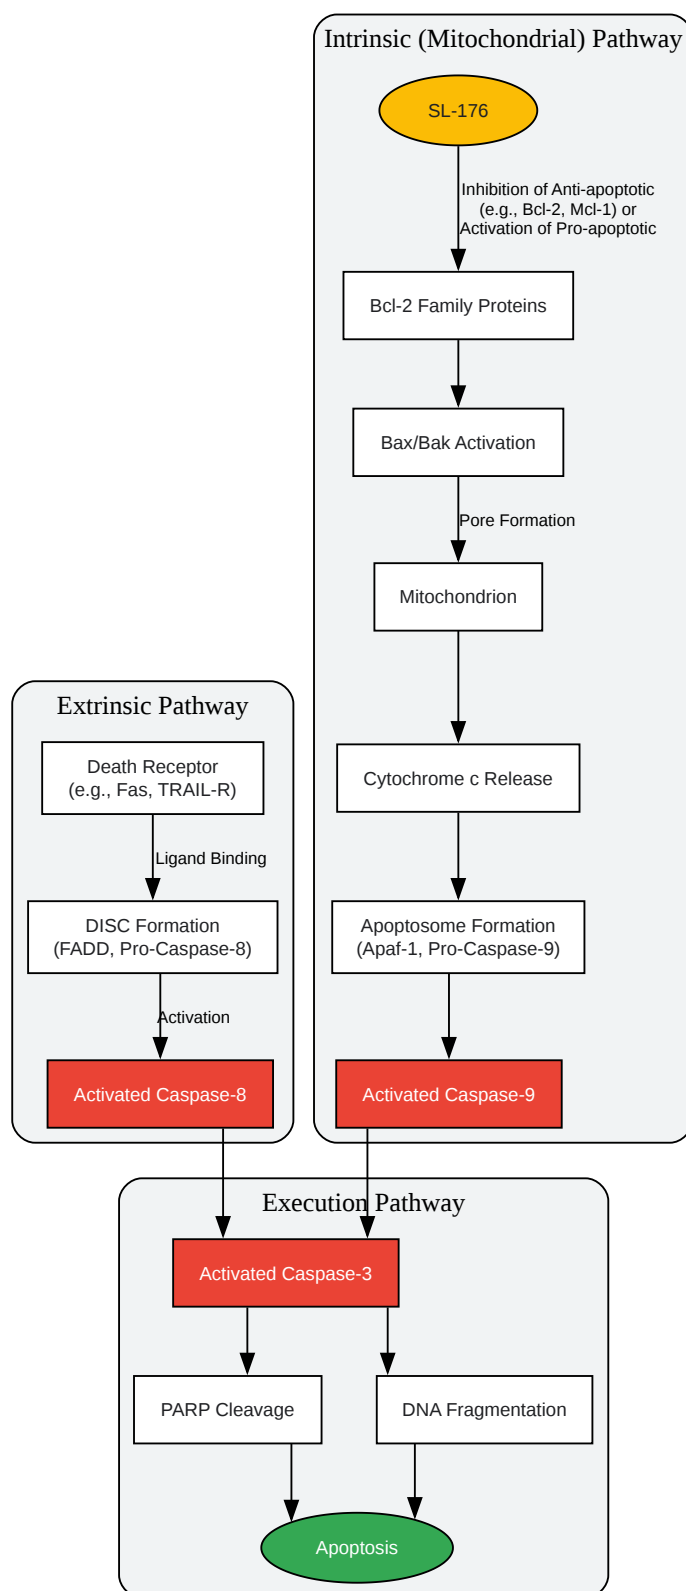 Intrinsic (Mitochondrial) Pathway
SL-176
Inhibition of Anti-apoptotic
(e.g., Bcl-2, Mcl-1) or
Activation of Pro-apoptotic
Bcl-2 Family Proteins
Bax/Bak Activation
Pore Formation
Mitochondrion
Cytochrome c Release
Apoptosome Formation
(Apaf-1, Pro-Caspase-9)
Activated Caspase-9
Extrinsic Pathway
Death Receptor
(e.g., Fas, TRAIL-R)
Ligand Binding
DISC Formation
(FADD, Pro-Caspase-8)
Activation
Activated Caspase-8
Execution Pathway
Activated Caspase-3
PARP Cleavage
DNA Fragmentation
Apoptosis